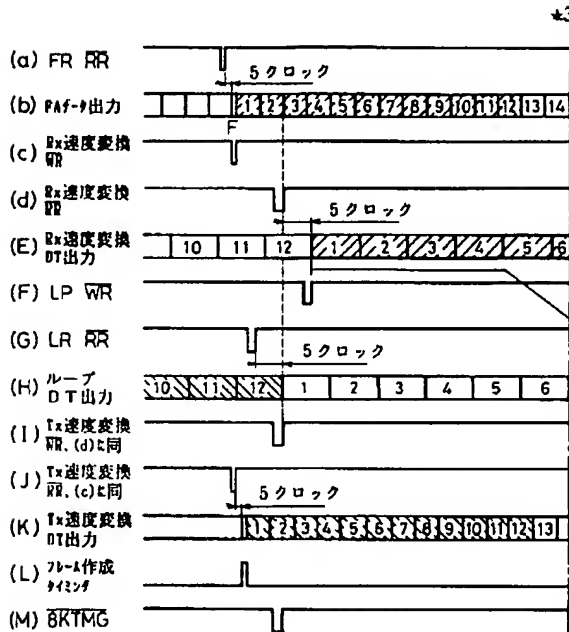 *3
(a) FR RR
5クロック
(b) FAデータ出力 1 2 3 4 5 6 7 8 9 10 11 12 13 14
F
(c) Rx速度変換
WR
(d) Rx速度変換
RR
5クロック
(E) Rx速度変換
DT出力 10 11 12 1 2 3 4 5 6
(F) LP WR
(G) LR RR
5クロック
(H) ループ
DT出力 10 11 12 1 2 3 4 5 6
(I) Tx速度変換
WR、(d)に同
(J) Tx速度変換
RR、(c)に同
5クロック
(K) Tx速度変換
DT出力 1 2 3 4 5 6 7 8 9 10 11 12 13
(L) フレーム作成
タイミング
(M) 8KTMG